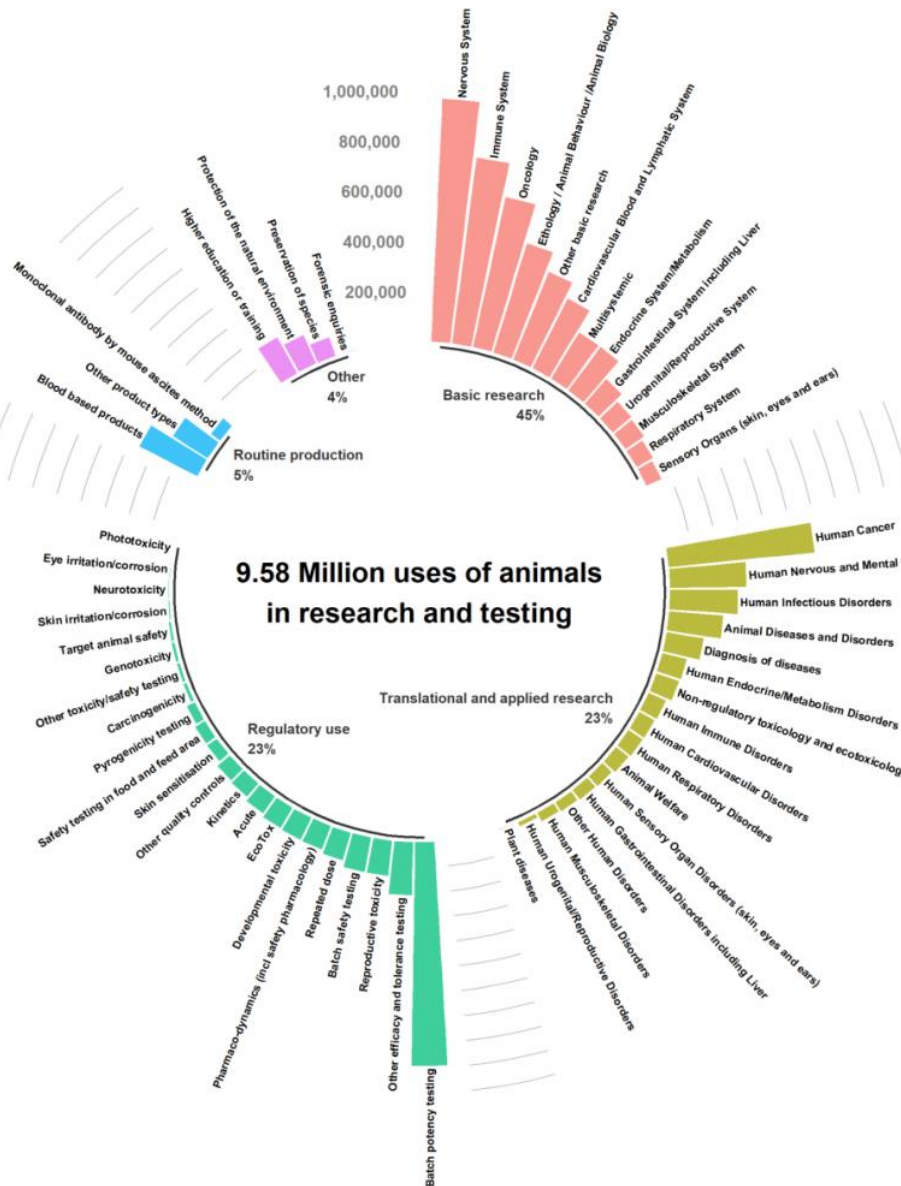 9.58 Million uses of animals
in research and testing
1,000,000
800,000
600,000
400,000
200,000
Basic research
45%
Nervous System
Immune System
Oncology
Ethology / Animal Behaviour /Animal Biology
Other basic research
Cardiovascular Blood and Lymphatic System
Multisystemic
Endocrine System/Metabolism
Gastrointestinal System including Liver
Urogenital/Reproductive System
Musculoskeletal System
Respiratory System
Sensory Organs (skin, eyes and ears)
Translational and applied research
23%
Human Cancer
Human Nervous and Mental
Human Infectious Disorders
Animal Diseases and Disorders
Diagnosis of diseases
Human Endocrine/Metabolism Disorders
Non-regulatory toxicology and ecotoxicolog
Human Immune Disorders
Human Cardiovascular Disorders
Human Respiratory Disorders
Animal Welfare
Human Sensory Organ Disorders (skin, eyes and ears)
Human Gastrointestinal Disorders including Liver
Other Human Disorders
Human Musculoskeletal Disorders
Human Urogenital/Reproductive Disorders
Plant diseases
Regulatory use
23%
Batch potency testing
Other efficacy and tolerance testing
Reproductive toxicity
Batch safety testing
Repeated dose
Pharmaco-dynamics (incl safety pharmacology)
Developmental toxicity
EcoTox
Acute
Kinetics
Other quality controls
Skin sensitisation
Safety testing in food and feed area
Pyrogenicity testing
Carcinogenicity
Other toxicity/safety testing
Genotoxicity
Target animal safety
Skin irritation/corrosion
Neurotoxicity
Eye irritation/corrosion
Phototoxicity
Routine production
5%
Blood based products
Other product types
Monoclonal antibody by mouse ascites method
Other
4%
Higher education or training
Protection of the natural environment
Preservation of species
Forensic enquiries